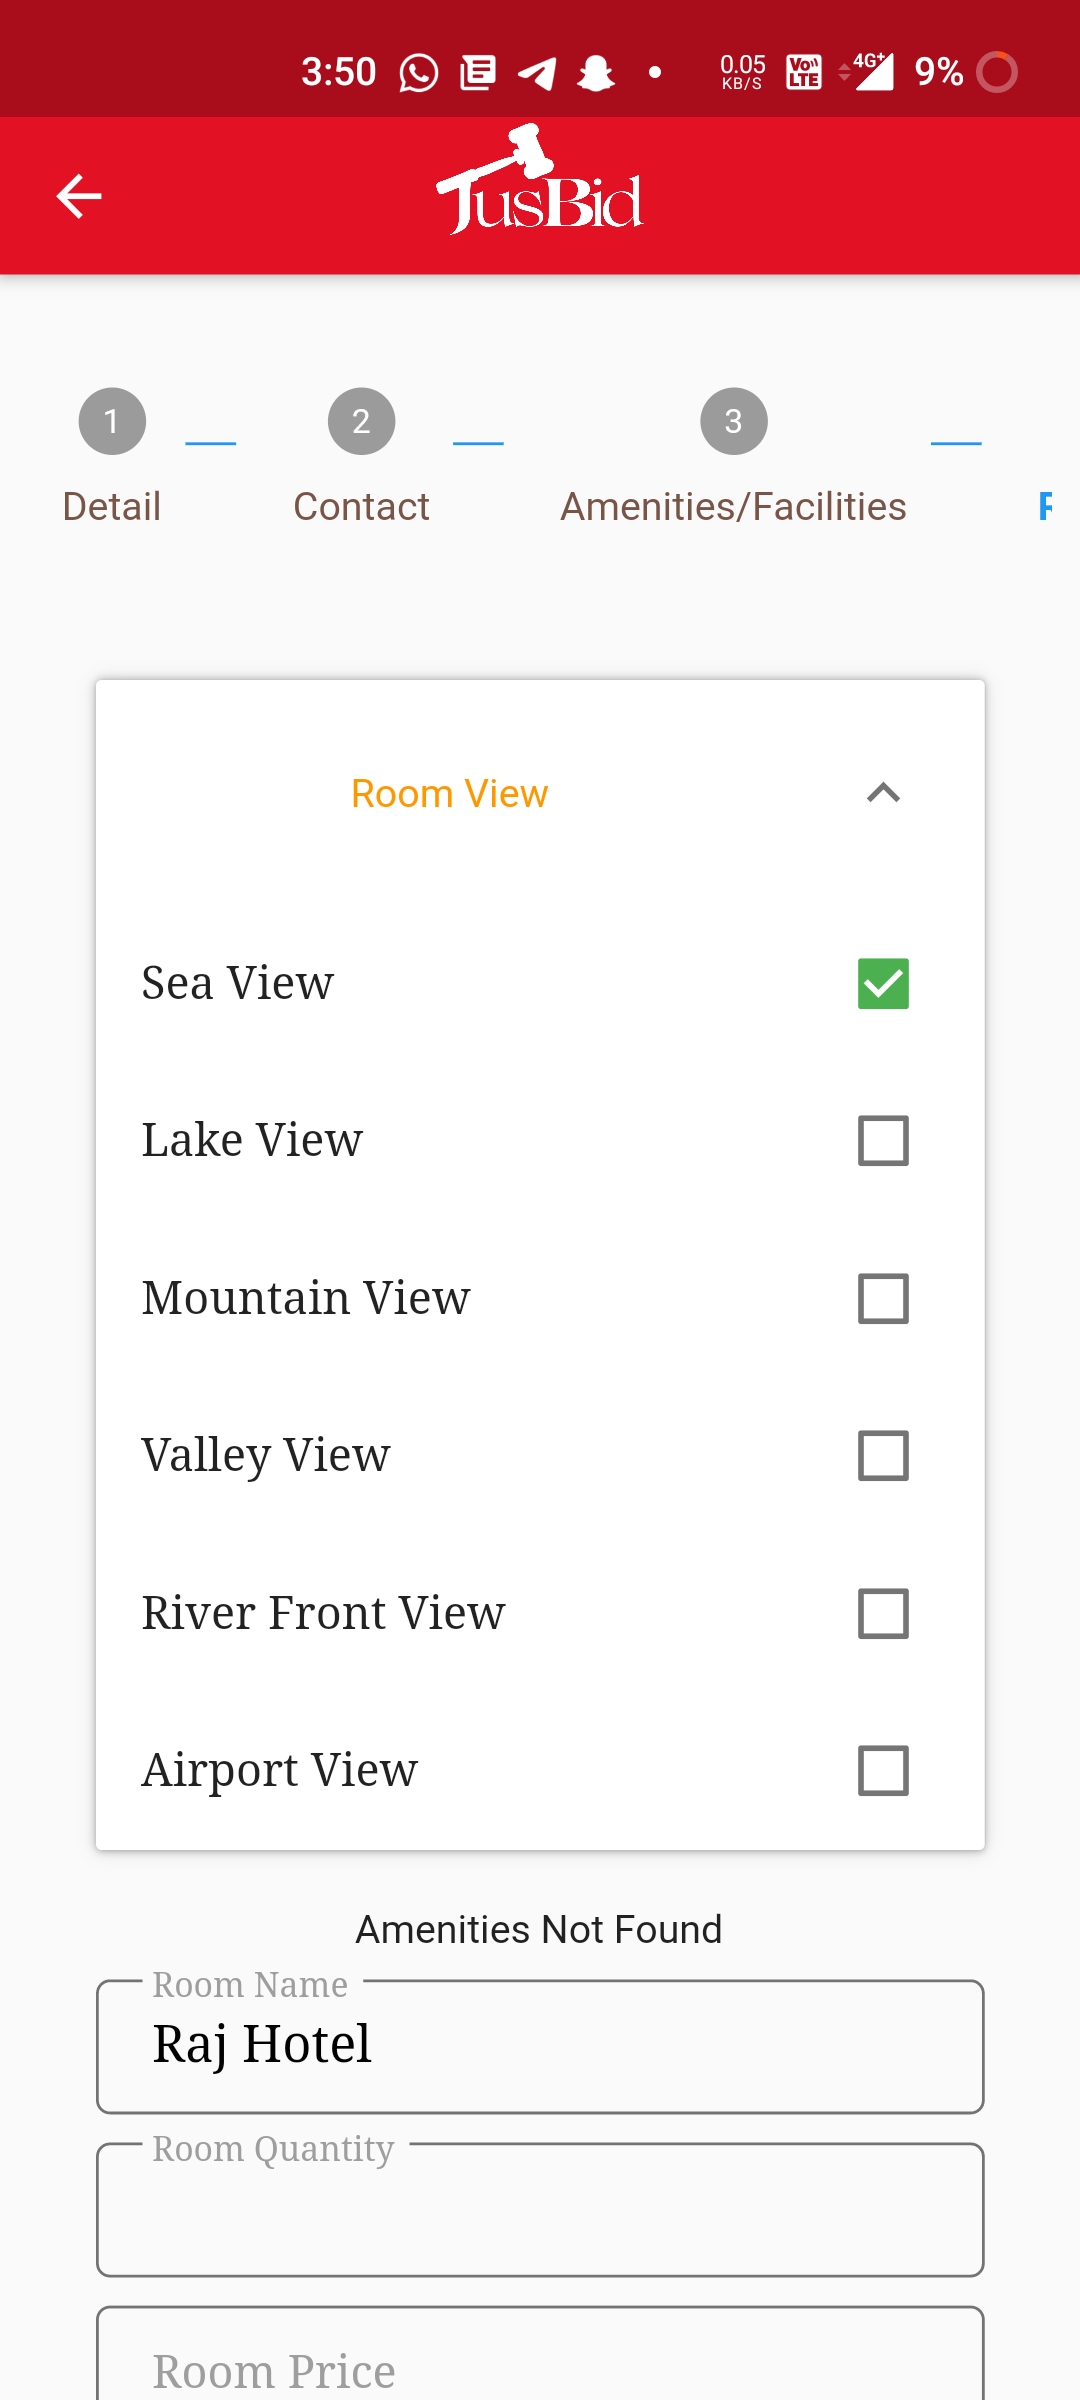 3:50 0.05 KB/S Vo LTE 4G+ 9%
JusBid
1 2 3
Detail Contact Amenities/Facilities
Room View
Sea View
Lake View
Mountain View
Valley View
River Front View
Airport View
Amenities Not Found
Room Name
Raj Hotel
Room Quantity
Room Price